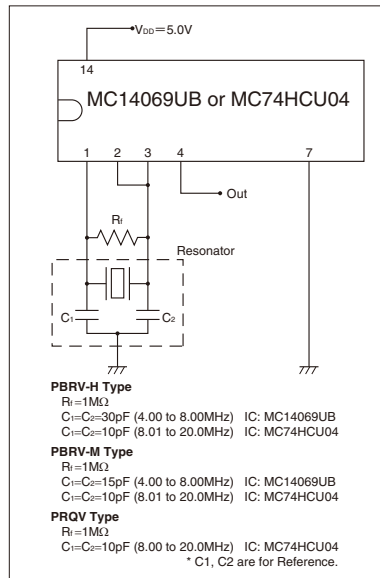 VDD=5.0V
14
MC14069UB or MC74HCU04
1 2 3 4 7
Out
Rf
Resonator
C1 C2
PBRV-H Type
Rf=1MΩ
C1=C2=30pF (4.00 to 8.00MHz) IC: MC14069UB
C1=C2=10pF (8.01 to 20.0MHz) IC: MC74HCU04
PBRV-M Type
Rf=1MΩ
C1=C2=15pF (4.00 to 8.00MHz) IC: MC14069UB
C1=C2=10pF (8.01 to 20.0MHz) IC: MC74HCU04
PRQV Type
Rf=1MΩ
C1=C2=10pF (8.00 to 20.0MHz) IC: MC74HCU04
* C1, C2 are for Reference.